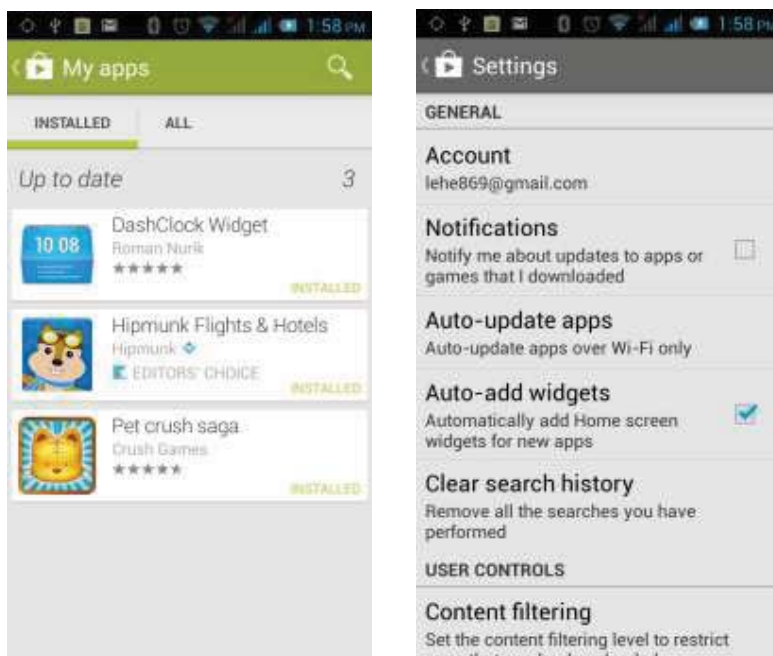 1:58 PM
My apps
INSTALLED ALL
Up to date 3
10 08
DashClock Widget
Roman Nurik
INSTALLED
Hipmunk Flights & Hotels
Hipmunk
EDITORS' CHOICE
INSTALLED
Pet crush saga
Crush Games
INSTALLED
1:58 PM
Settings
GENERAL
Account
lehe869@gmail.com
Notifications
Notify me about updates to apps or
games that I downloaded
Auto-update apps
Auto-update apps over Wi-Fi only
Auto-add widgets
Automatically add Home screen
widgets for new apps
Clear search history
Remove all the searches you have
performed
USER CONTROLS
Content filtering
Set the content filtering level to restrict